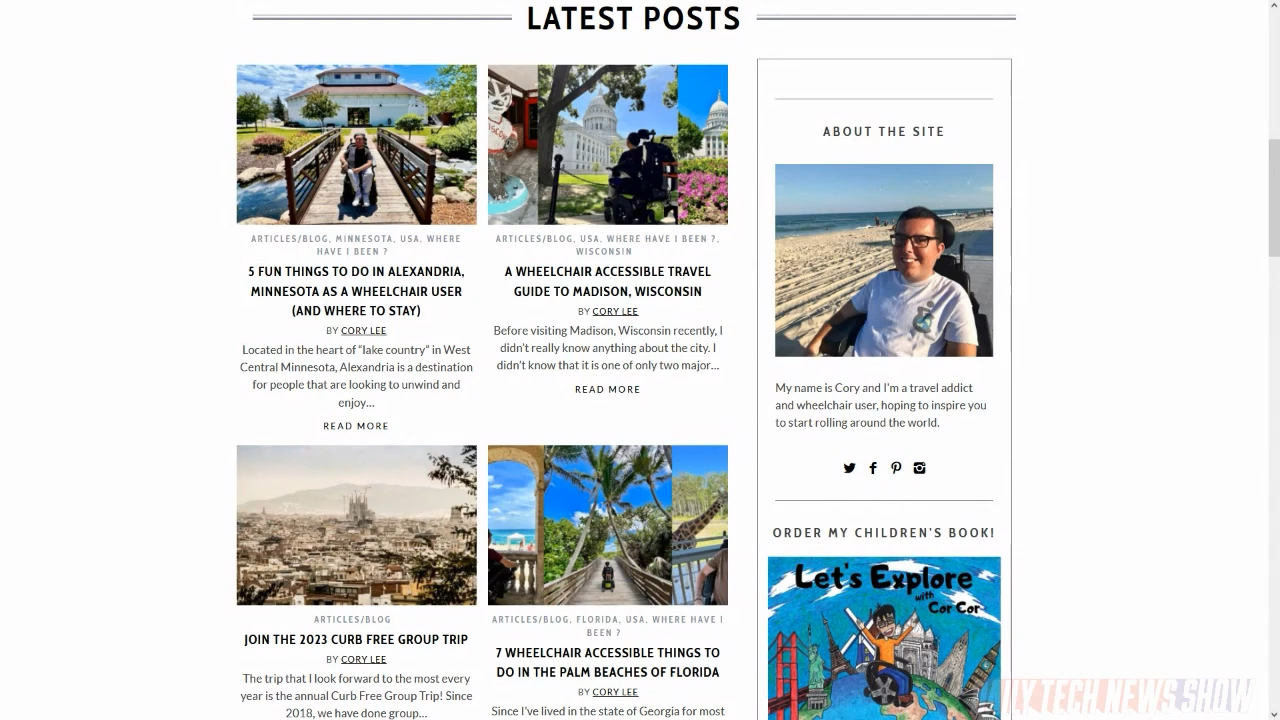 LATEST POSTS
ARTICLES/BLOG, MINNESOTA, USA, WHERE
HAVE I BEEN ?
5 FUN THINGS TO DO IN ALEXANDRIA,
MINNESOTA AS A WHEELCHAIR USER
(AND WHERE TO STAY)
BY CORY LEE
Located in the heart of “lake country” in West
Central Minnesota, Alexandria is a destination
for people that are looking to unwind and
enjoy...
READ MORE
ARTICLES/BLOG, USA, WHERE HAVE I BEEN ?,
WISCONSIN
A WHEELCHAIR ACCESSIBLE TRAVEL
GUIDE TO MADISON, WISCONSIN
BY CORY LEE
Before visiting Madison, Wisconsin recently, I
didn’t really know anything about the city. I
didn’t know that it is one of only two major...
READ MORE
ARTICLES/BLOG
JOIN THE 2023 CURB FREE GROUP TRIP
BY CORY LEE
The trip that I look forward to the most every
year is the annual Curb Free Group Trip! Since
2018, we have done group...
ARTICLES/BLOG, FLORIDA, USA, WHERE HAVE I
BEEN ?
7 WHEELCHAIR ACCESSIBLE THINGS TO
DO IN THE PALM BEACHES OF FLORIDA
BY CORY LEE
Since I’ve lived in the state of Georgia for most
ABOUT THE SITE
My name is Cory and I'm a travel addict
and wheelchair user, hoping to inspire you
to start rolling around the world.
ORDER MY CHILDREN’S BOOK!
Let's Explore
with
Cor Cor
TECH NEWS SHOW